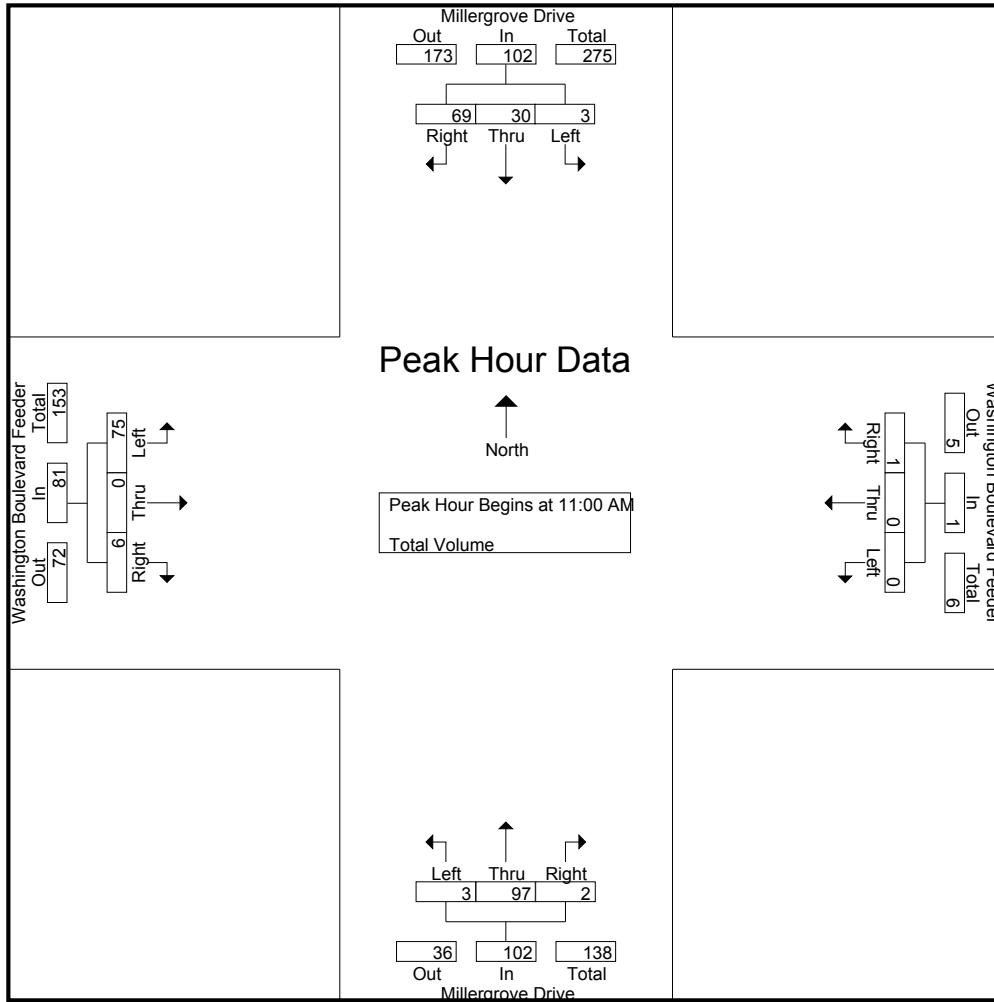 Millergrove Drive
Out In Total
173 102 275
69 30 3
Right Thru Left
Peak Hour Data
North
Peak Hour Begins at 11:00 AM
Total Volume
Washington Boulevard Feeder
Total In Out
153 81 72
75 0 6
Left Thru Right
Washington Boulevard Feeder
Out In Total
5 1 6
1 0 0
Right Thru Left
Left Thru Right
3 97 2
36 102 138
Out In Total
Millergrove Drive